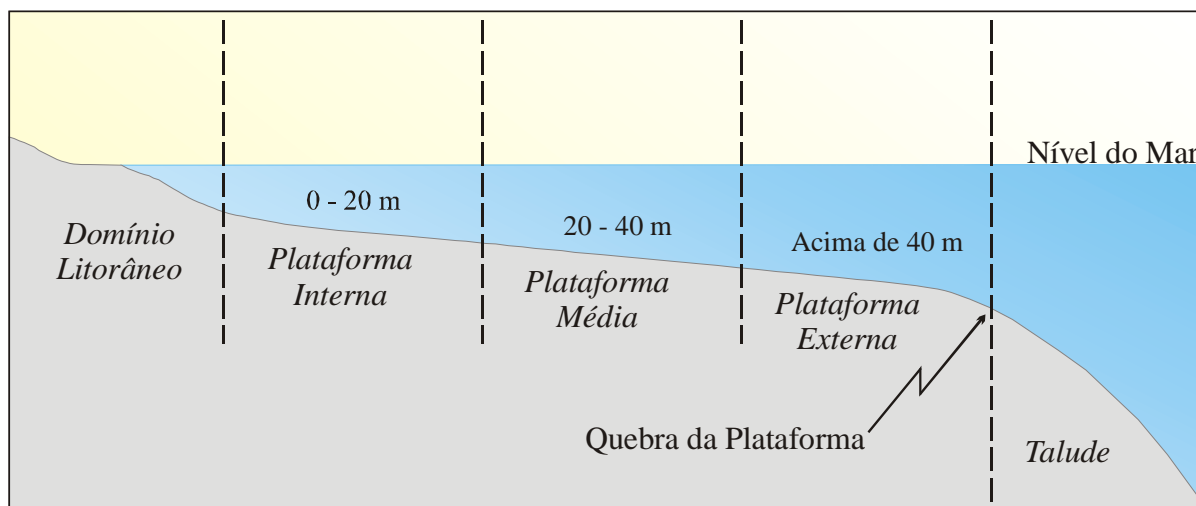 Nível do Mar
0 - 20 m
20 - 40 m
Acima de 40 m
Domínio
Litorâneo
Plataforma
Interna
Plataforma
Média
Plataforma
Externa
Quebra da Plataforma
Talude